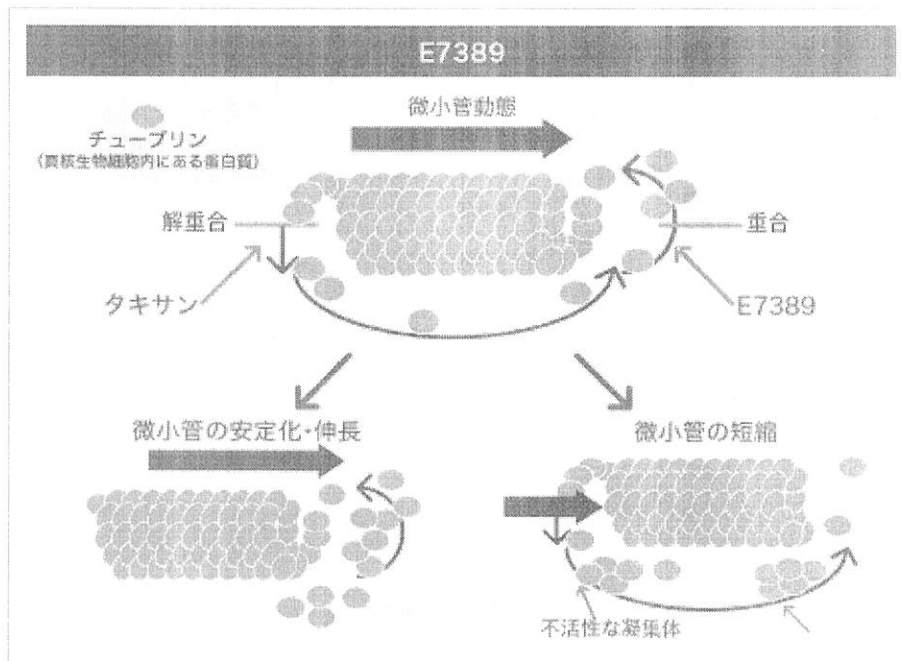 E7389
微小管動態
チューブリン
(真核生物細胞内にある蛋白質)
解重合
重合
タキサン
E7389
微小管の安定化・伸長
微小管の短縮
不活性な凝集体